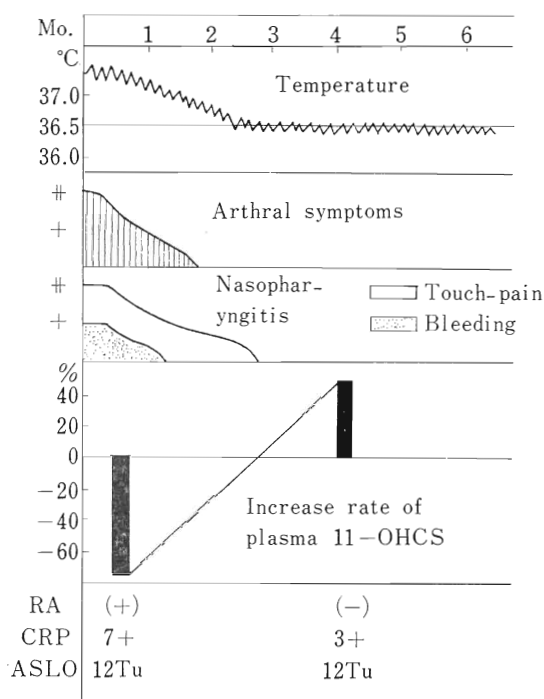 Mo. 1 2 3 4 5 6
°C
Temperature
37.0
36.5
36.0
⧺
Arthral symptoms
+
⧺
Nasophar-
yngitis
Touch-pain
+
Bleeding
%
40
20
0
−20
−40
−60
Increase rate of
plasma 11−OHCS
RA (+) (−)
CRP 7+ 3+
ASLO 12Tu 12Tu